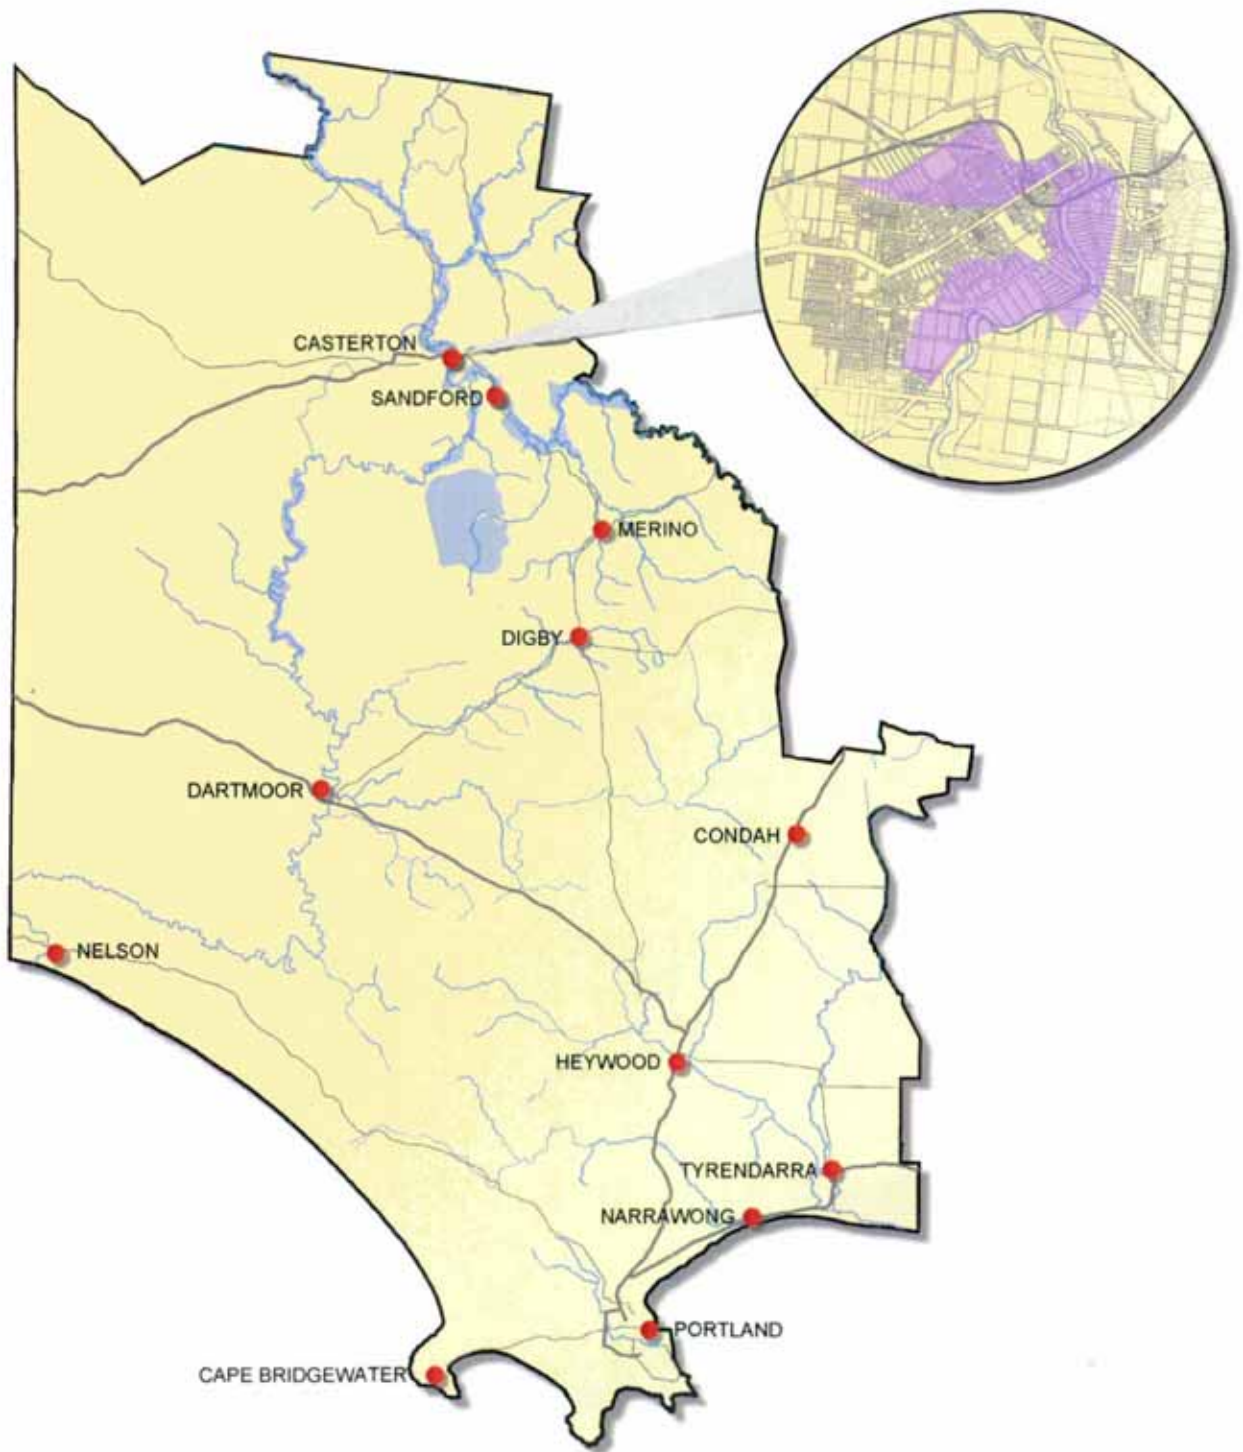 CASTERTON
SANDFORD
MERINO
DIGBY
DARTMOOR
CONDAH
NELSON
HEYWOOD
TYRENDARRA
NARRAWONG
PORTLAND
CAPE BRIDGEWATER